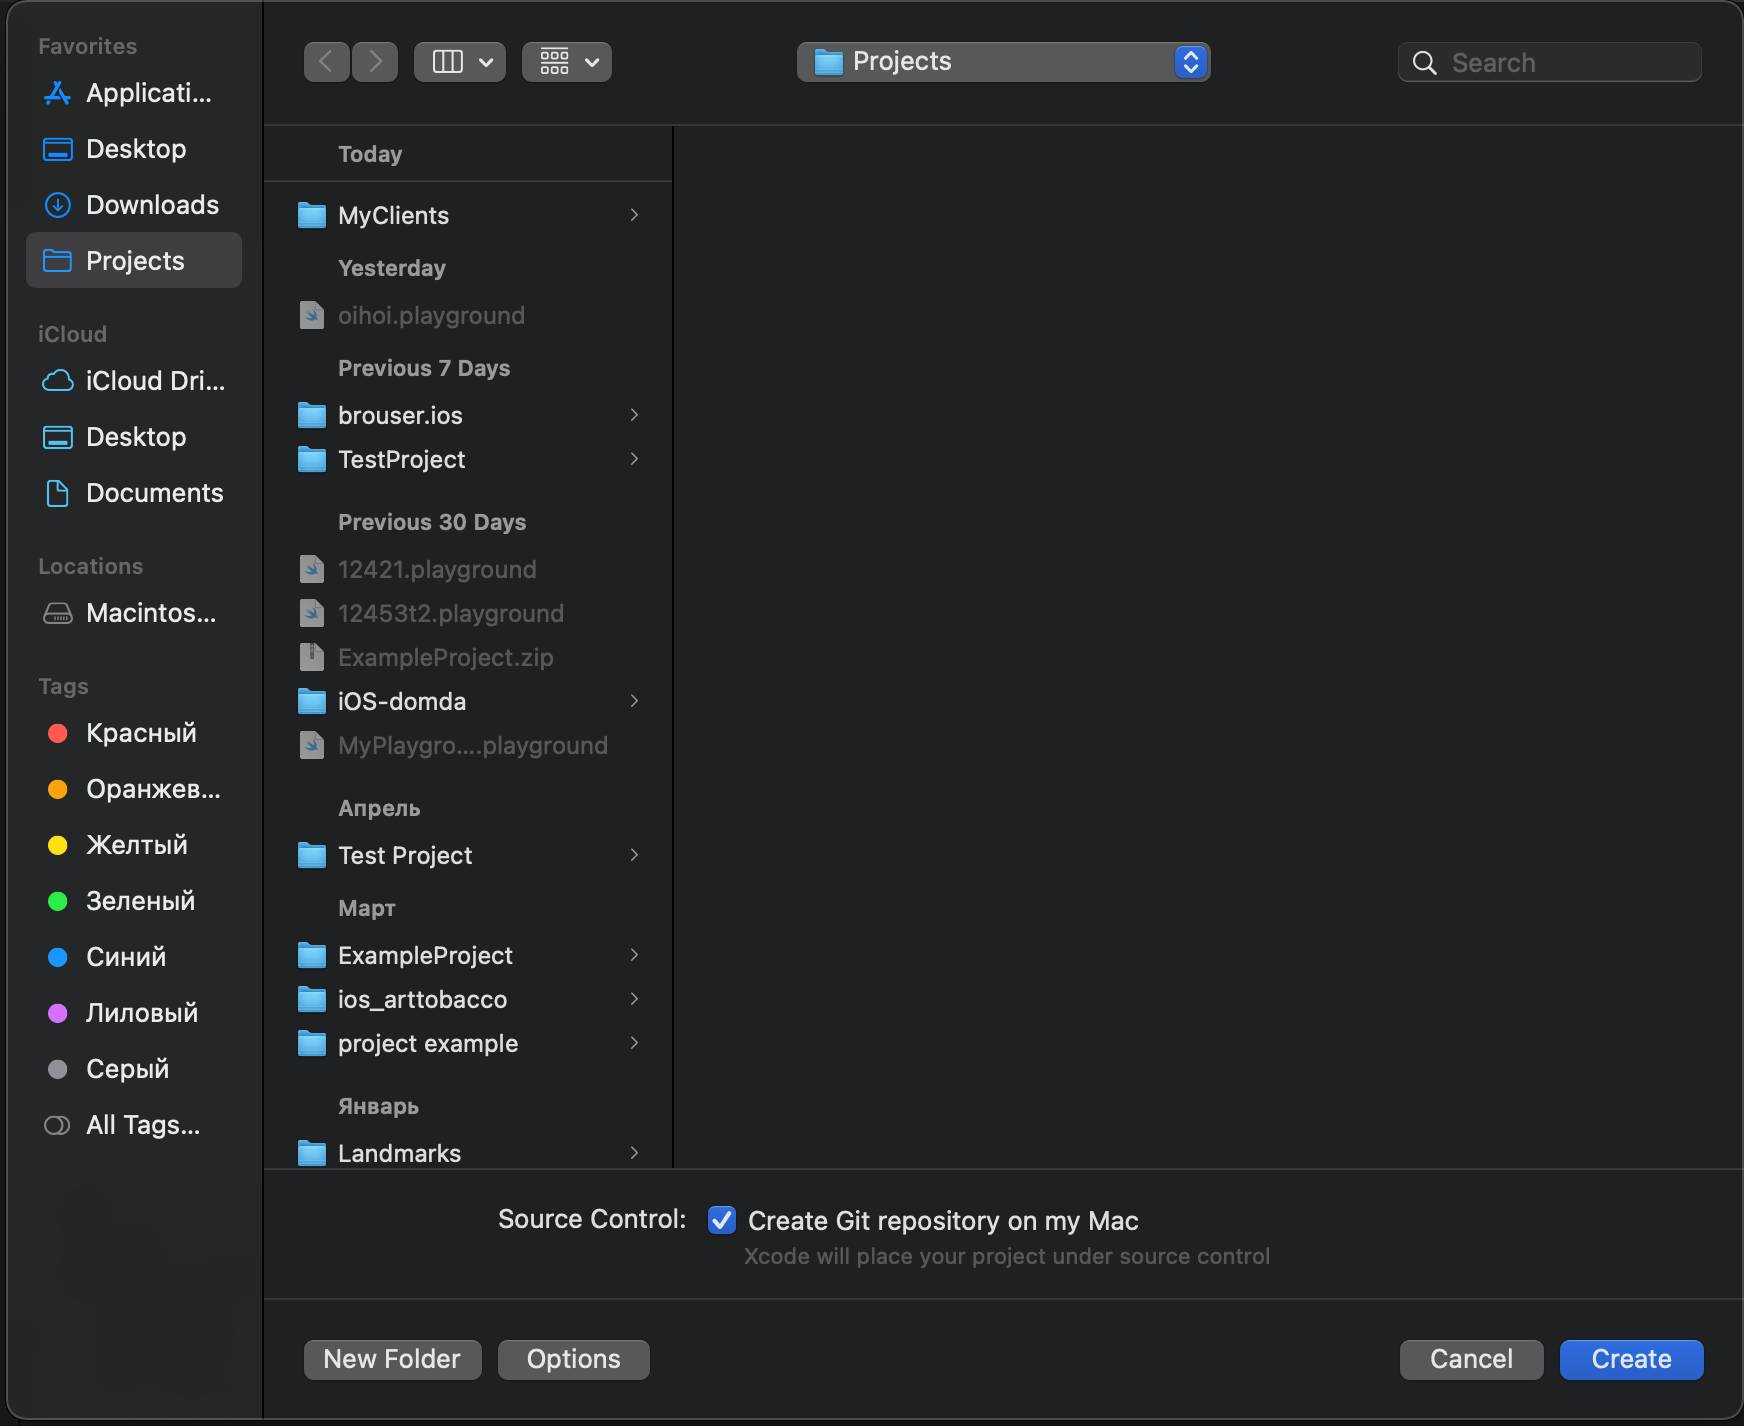 Favorites
Applicati...
Desktop
Downloads
Projects
iCloud
iCloud Dri...
Desktop
Documents
Locations
Macintos...
Tags
Красный
Оранжев...
Желтый
Зеленый
Синий
Лиловый
Серый
All Tags...
Projects
Search
Today
MyClients
Yesterday
oihoi.playground
Previous 7 Days
brouser.ios
TestProject
Previous 30 Days
12421.playground
12453t2.playground
ExampleProject.zip
iOS-domda
MyPlaygro....playground
Апрель
Test Project
Март
ExampleProject
ios_arttobacco
project example
Январь
Landmarks
Source Control: Create Git repository on my Mac
Xcode will place your project under source control
New Folder Options Cancel Create